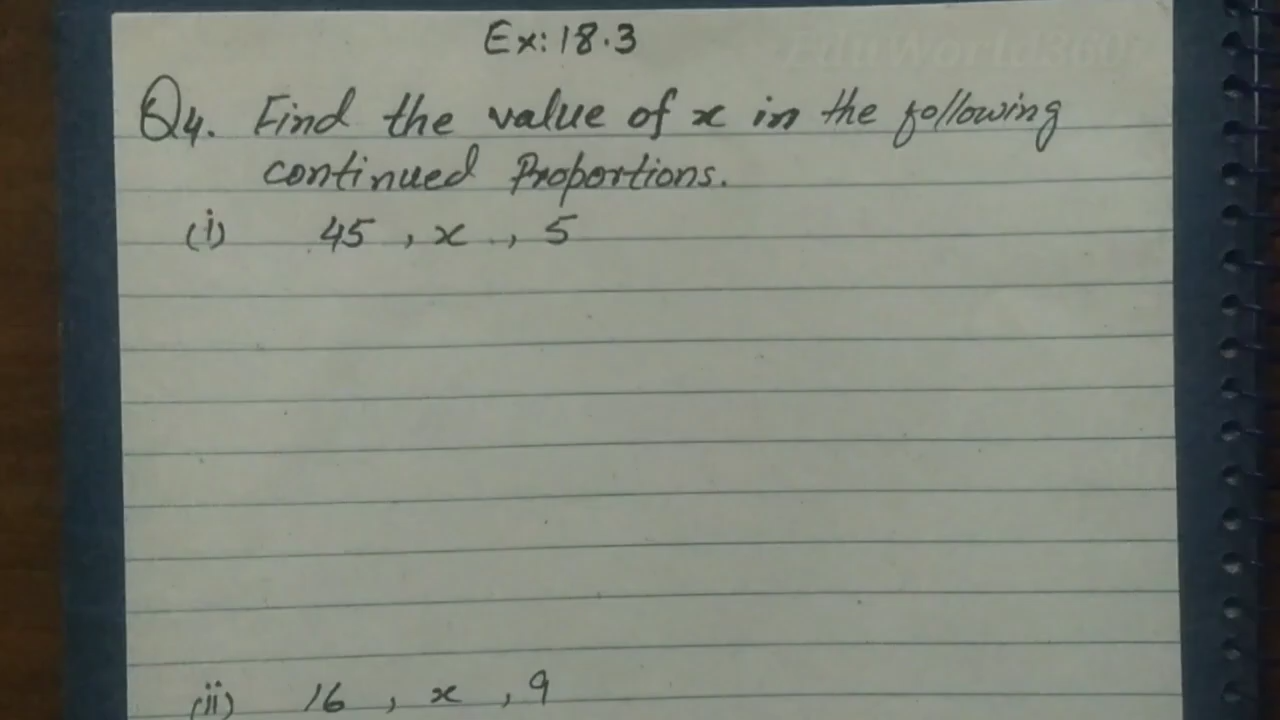 Ex: 18.3
Q4. Find the value of x in the following
continued Proportions.
(i) 45 , x , 5
(ii) 16 , x , 9